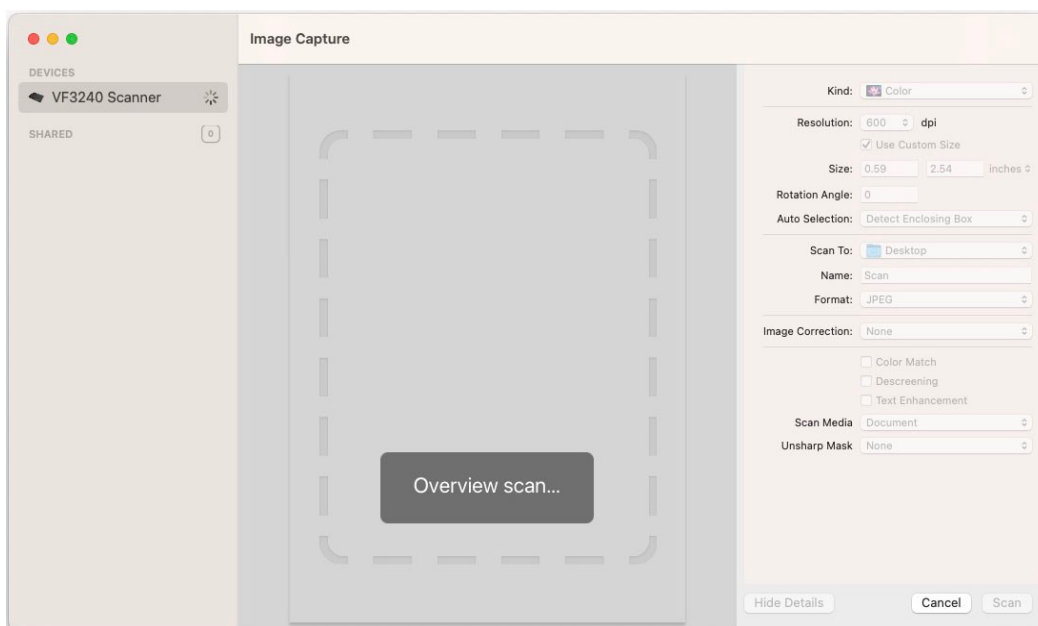 Image Capture
DEVICES
VF3240 Scanner
SHARED 0
Kind: Color
Resolution: 600 dpi
Use Custom Size
Size: 0.59 2.54 inches
Rotation Angle: 0
Auto Selection: Detect Enclosing Box
Scan To: Desktop
Name: Scan
Format: JPEG
Image Correction: None
Color Match
Descreening
Text Enhancement
Scan Media Document
Unsharp Mask None
Overview scan...
Hide Details Cancel Scan